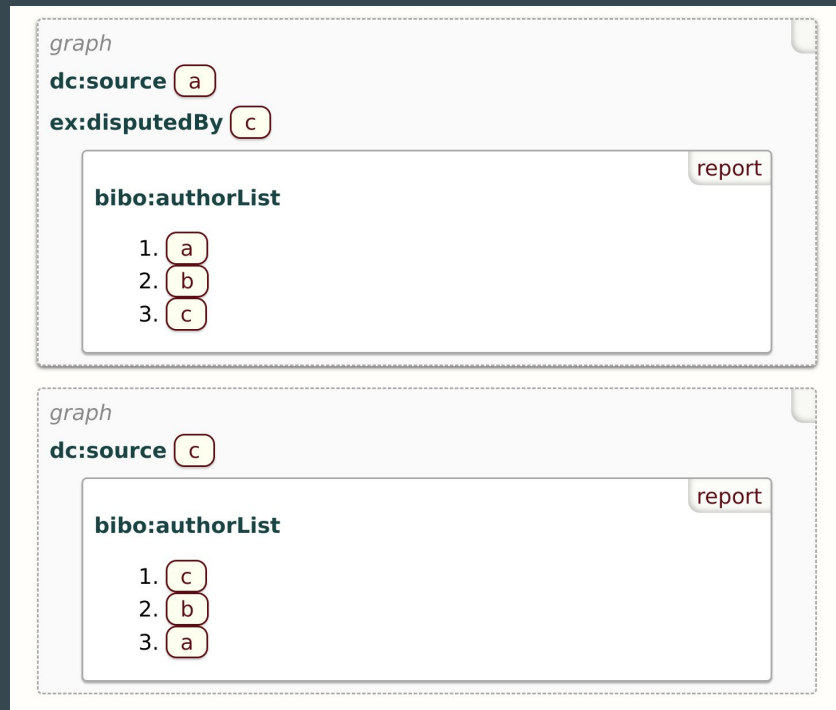 graph
dc:source a
ex:disputedBy c
report
bibo:authorList
1. a
2. b
3. c
graph
dc:source c
report
bibo:authorList
1. c
2. b
3. a